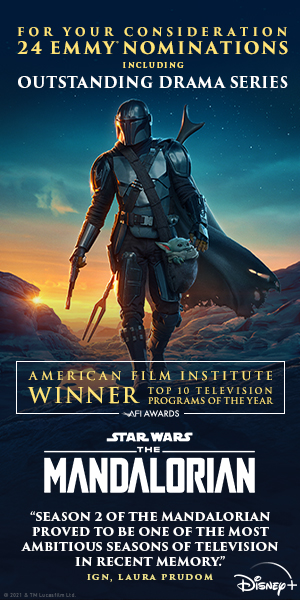 FOR YOUR CONSIDERATION
24 EMMY® NOMINATIONS
INCLUDING
OUTSTANDING DRAMA SERIES
AMERICAN FILM INSTITUTE
WINNER TOP 10 TELEVISION PROGRAMS OF THE YEAR
AFI AWARDS
STAR WARS
THE
MANDALORIAN
“SEASON 2 OF THE MANDALORIAN
PROVED TO BE ONE OF THE MOST
AMBITIOUS SEASONS OF TELEVISION
IN RECENT MEMORY.”
IGN, LAURA PRUDOM
© 2021 & TM Lucasfilm Ltd.
Disney+